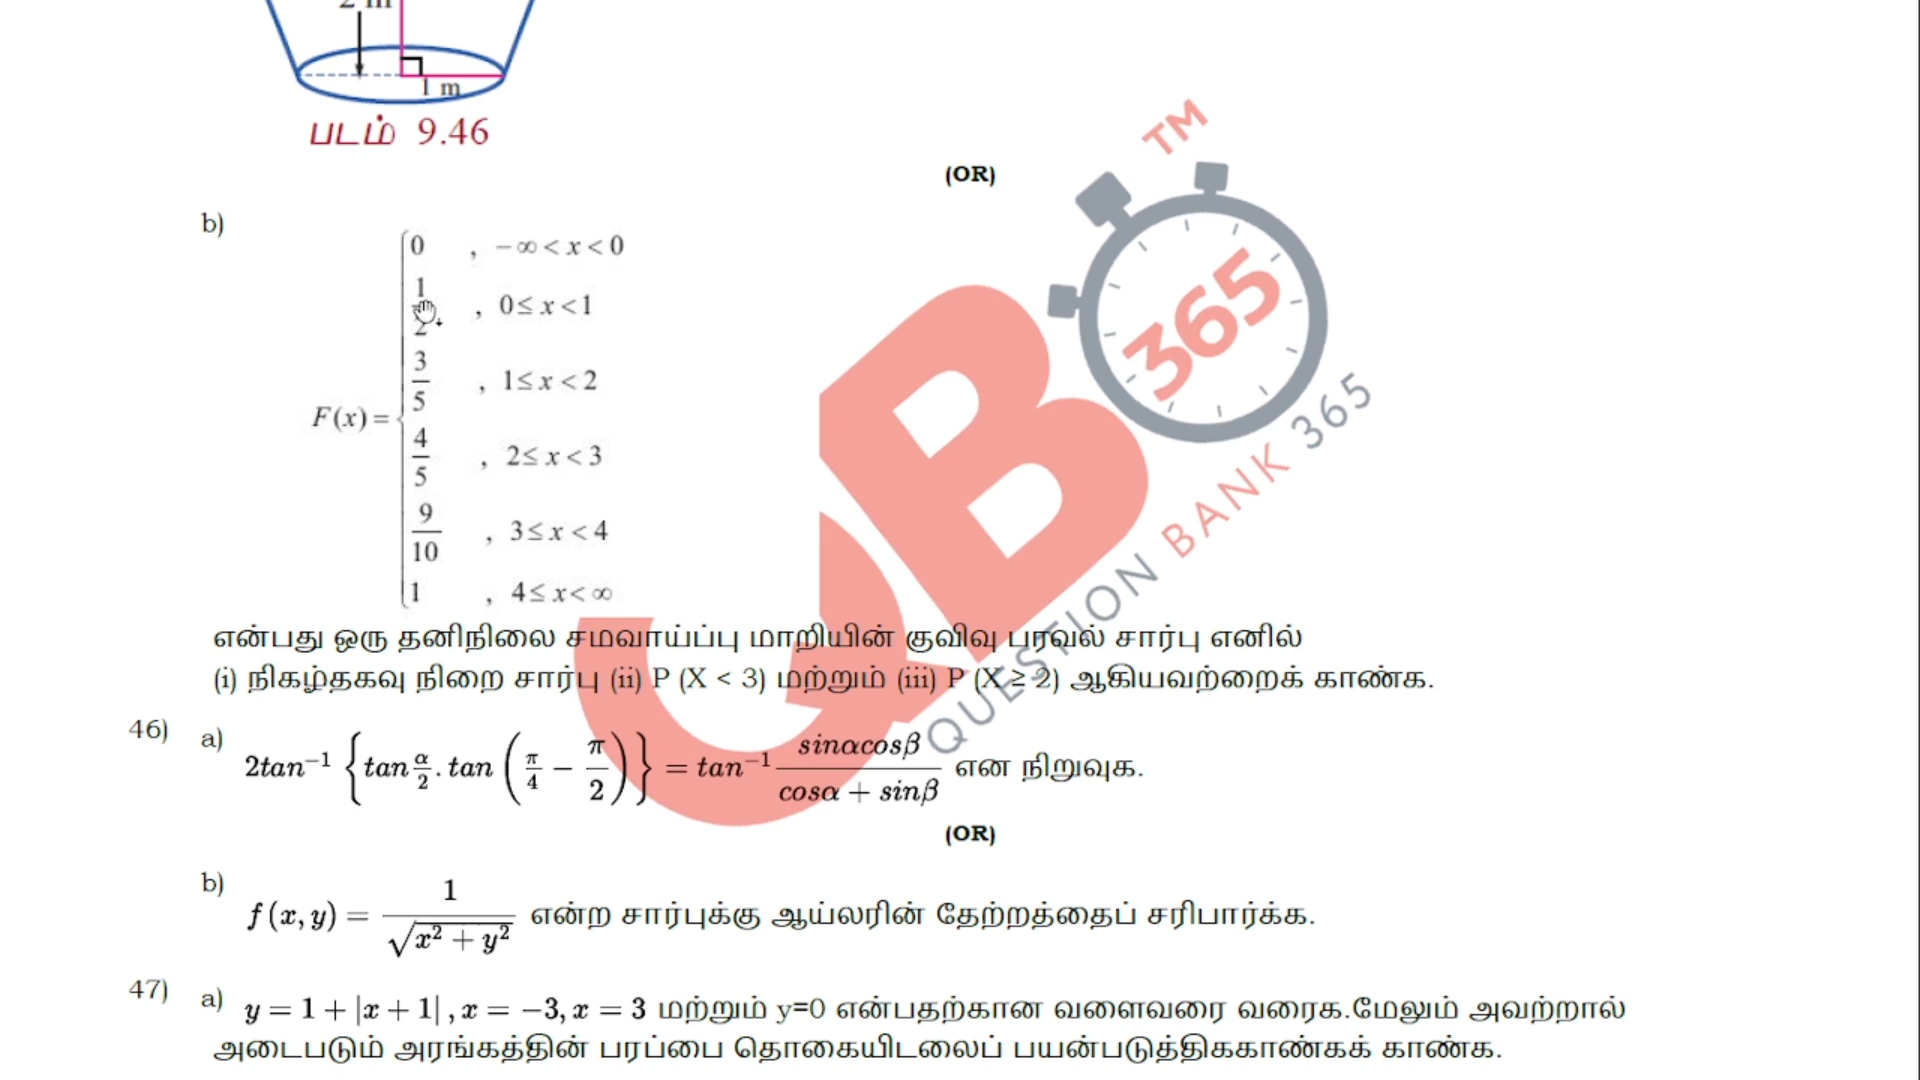 2 m
1 m
படம் 9.46
(OR)
b)
F(x) = { 0 , −∞ < x < 0
1/2 , 0 ≤ x < 1
3/5 , 1 ≤ x < 2
4/5 , 2 ≤ x < 3
9/10 , 3 ≤ x < 4
1 , 4 ≤ x < ∞
என்பது ஒரு தனிநிலை சமவாய்ப்பு மாறியின் குவிவு பரவல் சார்பு எனில்
(i) நிகழ்தகவு நிறை சார்பு (ii) P (X < 3) மற்றும் (iii) P (X ≥ 2) ஆகியவற்றைக் காண்க.
46) a) 2tan⁻¹ {tan α/2 . tan (π/4 − π/2)} = tan⁻¹ sinαcosβ / cosα + sinβ என நிறுவுக.
(OR)
b) f (x, y) = 1 / √x² + y² என்ற சார்புக்கு ஆய்லரின் தேற்றத்தைப் சரிபார்க்க.
47) a) y = 1 + |x + 1| , x = −3, x = 3 மற்றும் y=0 என்பதற்கான வளைவரை வரைக.மேலும் அவற்றால்
அடைபடும் அரங்கத்தின் பரப்பை தொகையிடலைப் பயன்படுத்திககாண்கக் காண்க.
TM
365
QB
QUESTION BANK 365